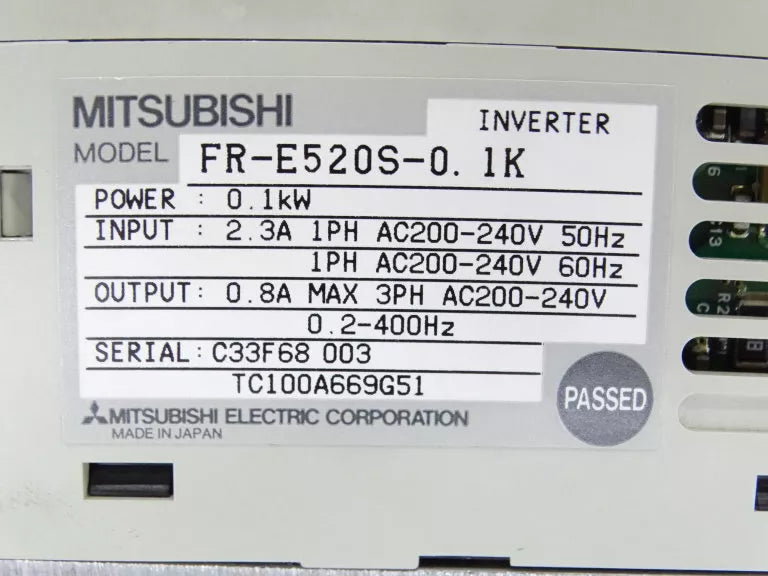 MITSUBISHI
INVERTER
MODEL FR-E520S-0.1K
POWER : 0.1kW
INPUT : 2.3A 1PH AC200-240V 50Hz
1PH AC200-240V 60Hz
OUTPUT: 0.8A MAX 3PH AC200-240V
0.2-400Hz
SERIAL: C33F68 003
TC100A669G51
PASSED
MITSUBISHI ELECTRIC CORPORATION
MADE IN JAPAN